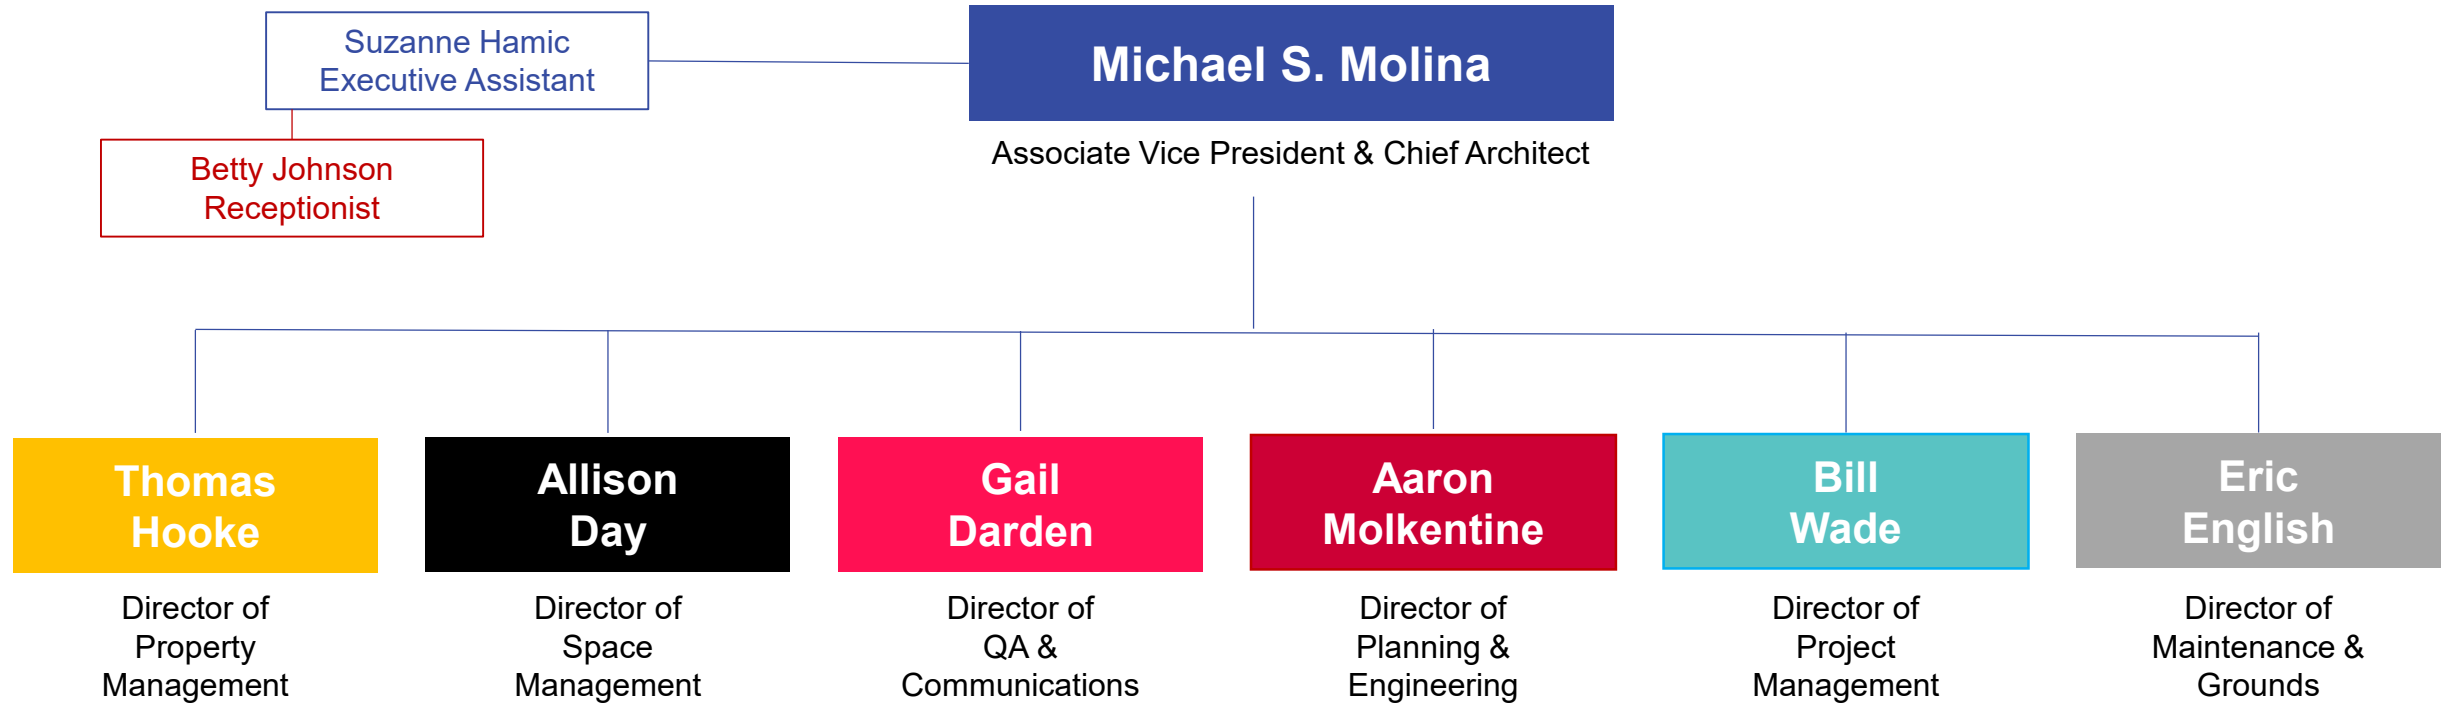 Suzanne Hamic
Executive Assistant
Michael S. Molina
Associate Vice President & Chief Architect
Betty Johnson
Receptionist
Thomas
Hooke
Director of
Property
Management
Allison
Day
Director of
Space
Management
Gail
Darden
Director of
QA &
Communications
Aaron
Molkentine
Director of
Planning &
Engineering
Bill
Wade
Director of
Project
Management
Eric
English
Director of
Maintenance &
Grounds